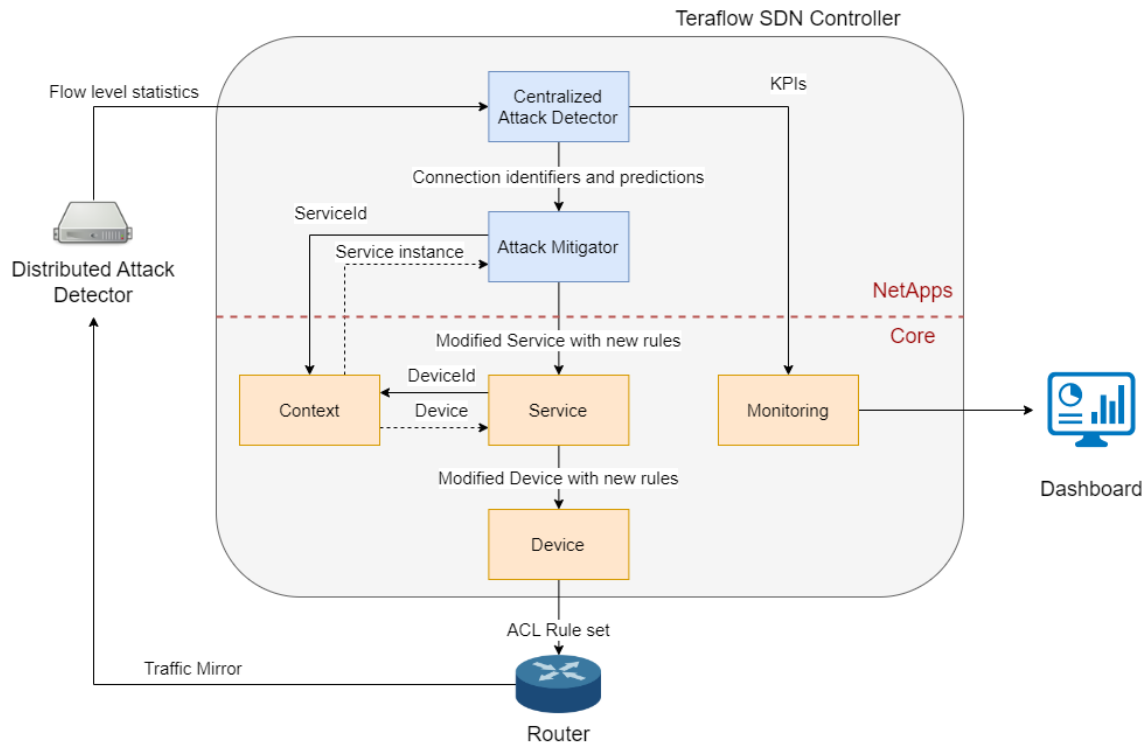 Teraflow SDN Controller
Flow level statistics
Centralized
Attack Detector
KPIs
Connection identifiers and predictions
ServiceId
Attack Mitigator
Service instance
Distributed Attack
Detector
NetApps
Core
Modified Service with new rules
DeviceId
Context
Device
Service
Monitoring
Modified Device with new rules
Dashboard
Device
ACL Rule set
Traffic Mirror
Router